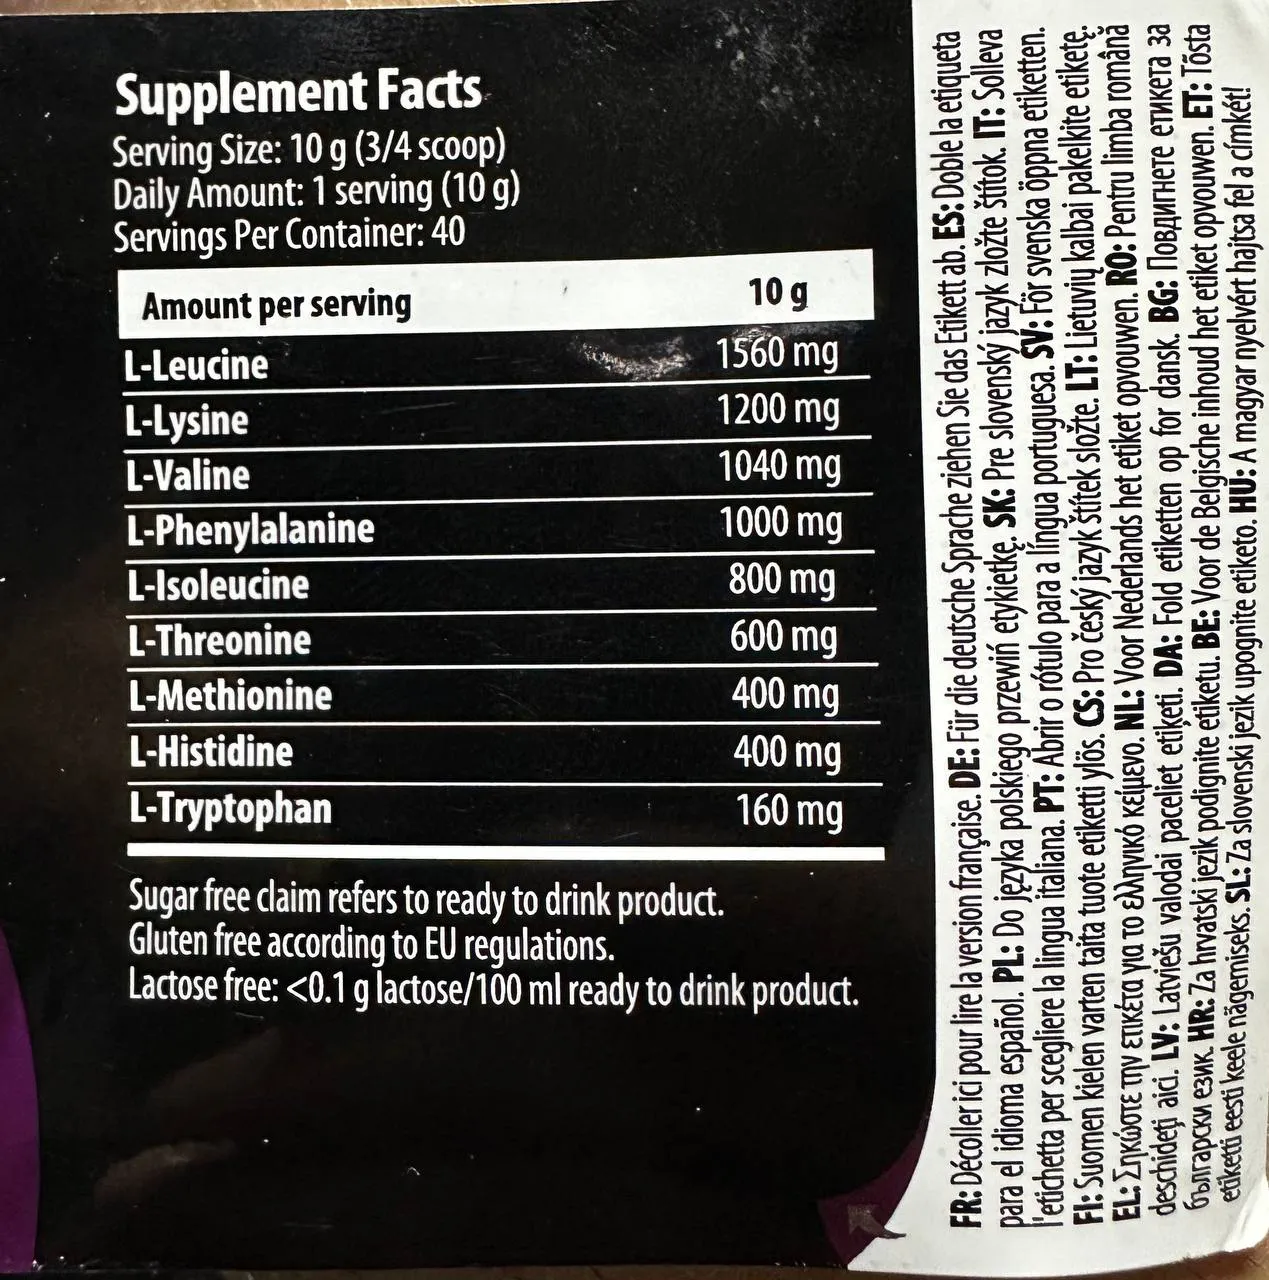 Supplement Facts
Serving Size: 10 g (3/4 scoop)
Daily Amount: 1 serving (10 g)
Servings Per Container: 40
Amount per serving 10 g
L-Leucine 1560 mg
L-Lysine 1200 mg
L-Valine 1040 mg
L-Phenylalanine 1000 mg
L-Isoleucine 800 mg
L-Threonine 600 mg
L-Methionine 400 mg
L-Histidine 400 mg
L-Tryptophan 160 mg
Sugar free claim refers to ready to drink product.
Gluten free according to EU regulations.
Lactose free: <0.1 g lactose/100 ml ready to drink product.
FR: Décoller ici pour lire la version française. DE: Für die deutsche Sprache ziehen Sie das Etikett ab. ES: Doble la etiqueta
para el idioma español. PL: Do języka polskiego przewiń etykietkę. SK: Pre slovenský jazyk zložte štítok. IT: Solleva
l'etichetta per scegliere la lingua italiana. PT: Abrir o rótulo para a língua portuguesa. SV: För svenska öppna etiketten.
FI: Suomen kielen varten taita tuote etiketti ylös. CS: Pro český jazyk štítek složte. LT: Lietuvių kalbai pakelkite etiketę.
EL: Σηκώστε την ετικέτα για το ελληνικό κείμενο. NL: Voor Nederlands het etiket opvouwen. RO: Pentru limba română
deschideți aici. LV: Latviešu valodai paceliet etiķeti. DA: Fold etiketten op for dansk. BG: Повдигнете етикета за
български език. HR: Za hrvatski jezik podignite etiketu. BE: Voor de Belgische inhoud het etiket opvouwen. ET: Tõsta
etiketti eesti keele nägemiseks. SL: Za slovenski jezik upognite etiketo. HU: A magyar nyelvért hajtsa fel a címkét!